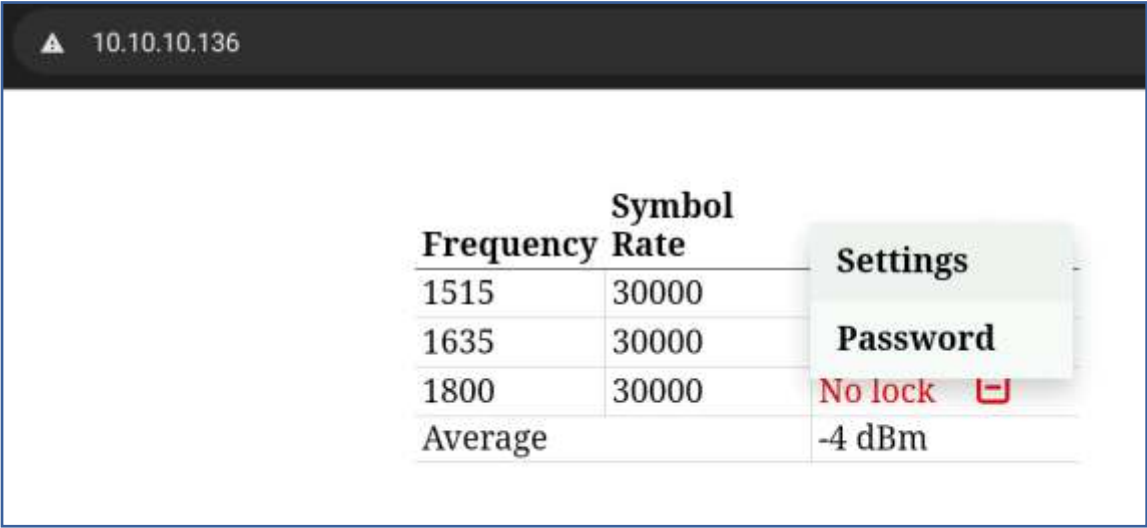 10.10.10.136
Symbol
Frequency Rate
Settings
1515 30000
1635 30000
Password
1800 30000 No lock
Average -4 dBm